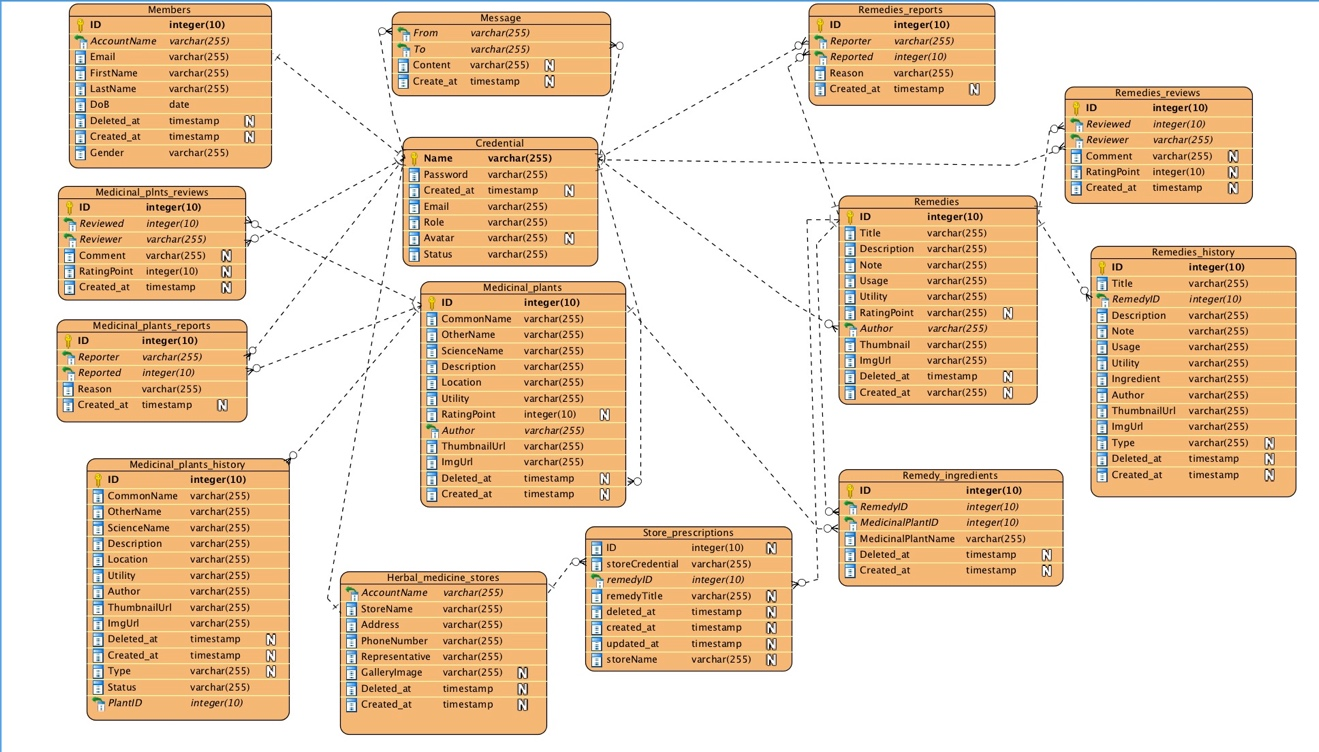 Members
ID integer(10)
AccountName varchar(255)
Email varchar(255)
FirstName varchar(255)
LastName varchar(255)
DoB date
Deleted_at timestamp N
Created_at timestamp N
Gender varchar(255)
Message
From varchar(255)
To varchar(255)
Content varchar(255) N
Create_at timestamp N
Remedies_reports
ID integer(10)
Reporter varchar(255)
Reported integer(10)
Reason varchar(255)
Created_at timestamp N
Remedies_reviews
ID integer(10)
Reviewed integer(10)
Reviewer varchar(255)
Comment varchar(255) N
RatingPoint integer(10) N
Created_at timestamp N
Credential
Name varchar(255)
Password varchar(255)
Created_at timestamp N
Email varchar(255)
Role varchar(255)
Avatar varchar(255) N
Status varchar(255)
Medicinal_plnts_reviews
ID integer(10)
Reviewed integer(10)
Reviewer varchar(255)
Comment varchar(255) N
RatingPoint integer(10) N
Created_at timestamp N
Remedies
ID integer(10)
Title varchar(255)
Description varchar(255)
Note varchar(255)
Usage varchar(255)
Utility varchar(255)
RatingPoint varchar(255) N
Author varchar(255)
Thumbnail varchar(255)
ImgUrl varchar(255)
Deleted_at timestamp N
Created_at varchar(255) N
Remedies_history
ID integer(10)
Title varchar(255)
RemedyID integer(10)
Description varchar(255)
Note varchar(255)
Usage varchar(255)
Utility varchar(255)
Ingredient varchar(255)
Author varchar(255)
ThumbnailUrl varchar(255)
ImgUrl varchar(255)
Type varchar(255) N
Deleted_at timestamp N
Created_at timestamp N
Medicinal_plants
ID integer(10)
CommonName varchar(255)
OtherName varchar(255)
ScienceName varchar(255)
Description varchar(255)
Location varchar(255)
Utility varchar(255)
RatingPoint integer(10) N
Author varchar(255)
ThumbnailUrl varchar(255)
ImgUrl varchar(255)
Deleted_at timestamp N
Created_at timestamp N
Medicinal_plants_reports
ID integer(10)
Reporter varchar(255)
Reported integer(10)
Reason varchar(255)
Created_at timestamp N
Medicinal_plants_history
ID integer(10)
CommonName varchar(255)
OtherName varchar(255)
ScienceName varchar(255)
Description varchar(255)
Location varchar(255)
Utility varchar(255)
Author varchar(255)
ThumbnailUrl varchar(255)
ImgUrl varchar(255)
Deleted_at timestamp N
Created_at timestamp N
Type varchar(255) N
Status varchar(255)
PlantID integer(10)
Remedy_ingredients
ID integer(10)
RemedyID integer(10)
MedicinalPlantID integer(10)
MedicinalPlantName varchar(255)
Deleted_at timestamp N
Created_at timestamp N
Store_prescriptions
ID integer(10) N
storeCredential varchar(255)
remedyID integer(10)
remedyTitle varchar(255) N
deleted_at timestamp N
created_at timestamp N
updated_at timestamp N
storeName varchar(255) N
Herbal_medicine_stores
AccountName varchar(255)
StoreName varchar(255)
Address varchar(255)
PhoneNumber varchar(255)
Representative varchar(255)
GalleryImage varchar(255) N
Deleted_at timestamp N
Created_at timestamp N